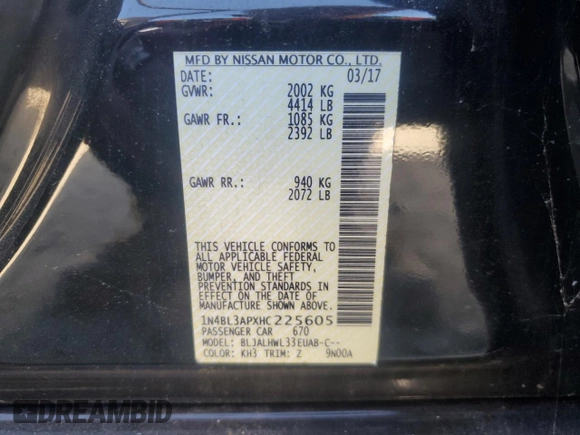 MFD BY NISSAN MOTOR CO., LTD.
DATE: 03/17
GVWR: 2002 KG
4414 LB
GAWR FR.: 1085 KG
2392 LB
GAWR RR.: 940 KG
2072 LB
THIS VEHICLE CONFORMS TO
ALL APPLICABLE FEDERAL
MOTOR VEHICLE SAFETY,
BUMPER, AND THEFT
PREVENTION STANDARDS IN
EFFECT ON THE DATE OF
MANUFACTURE SHOWN ABOVE.
1N4BL3APXHC225605
PASSENGER CAR 670
MODEL: BLJALHWL33EUAB-C--
COLOR: KH3 TRIM: Z 9N00A
DREAMBID